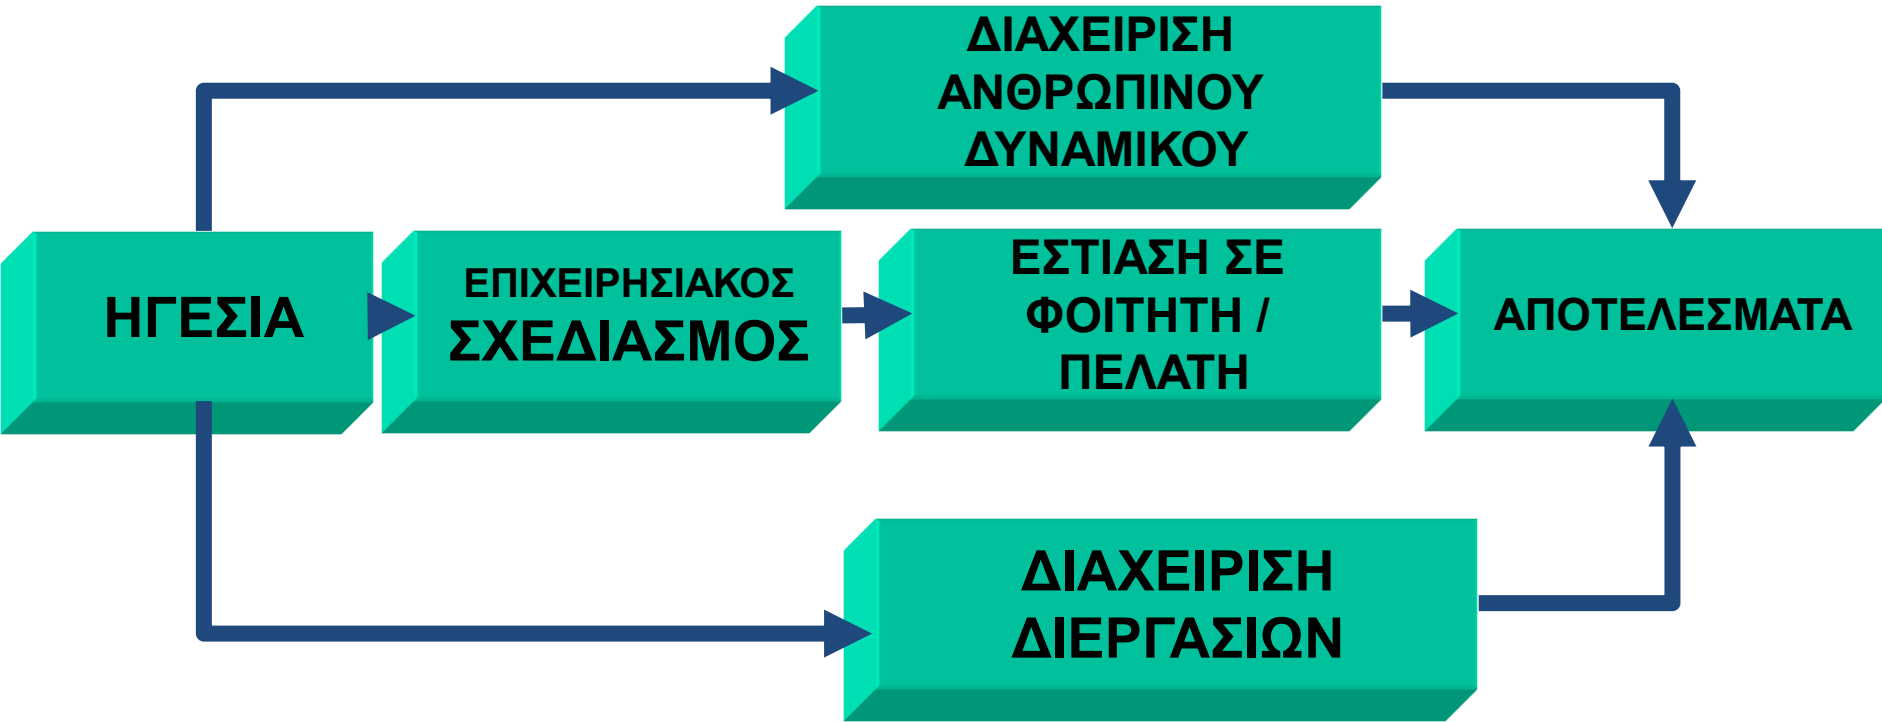 ΔΙΑΧΕΙΡΙΣΗ
ΑΝΘΡΩΠΙΝΟΥ
ΔΥΝΑΜΙΚΟΥ
ΗΓΕΣΙΑ
ΕΠΙΧΕΙΡΗΣΙΑΚΟΣ
ΣΧΕΔΙΑΣΜΟΣ
ΕΣΤΙΑΣΗ ΣΕ
ΦΟΙΤΗΤΗ /
ΠΕΛΑΤΗ
ΑΠΟΤΕΛΕΣΜΑΤΑ
ΔΙΑΧΕΙΡΙΣΗ
ΔΙΕΡΓΑΣΙΩΝ